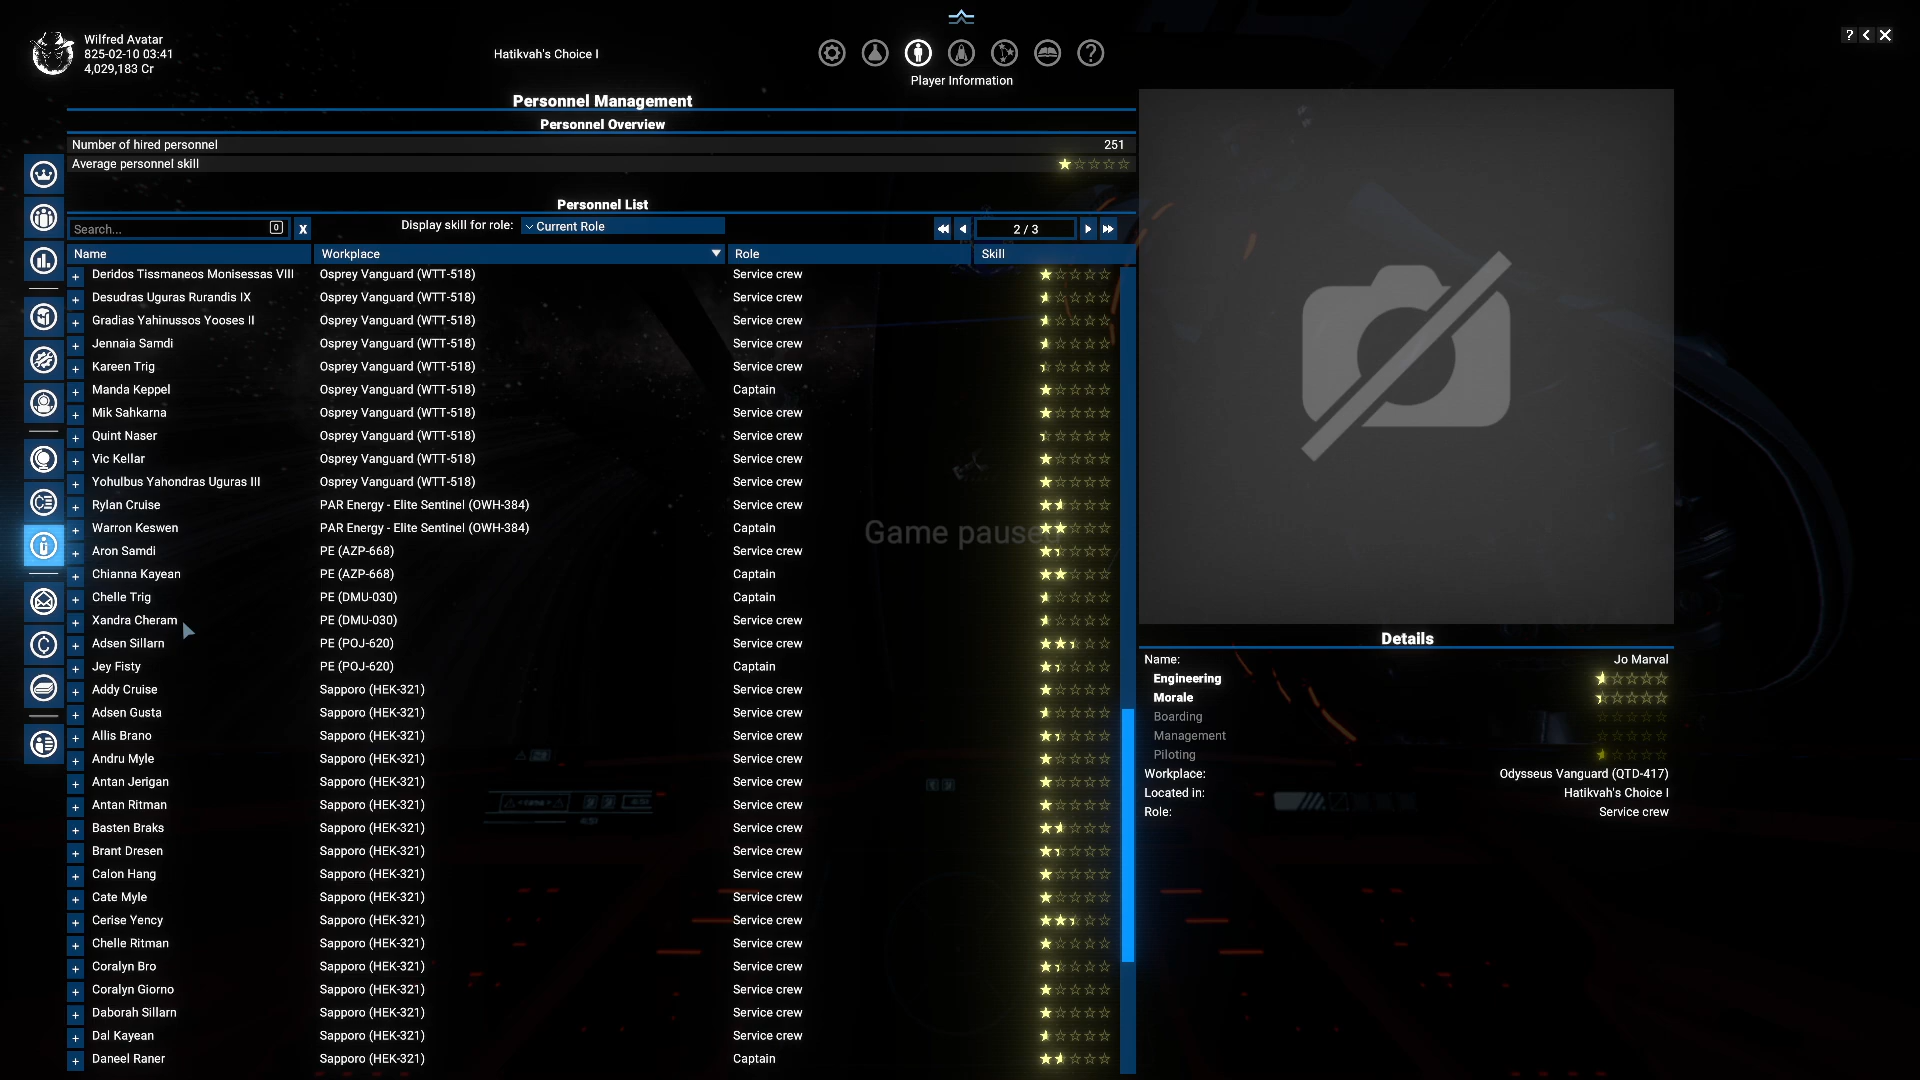 Wilfred Avatar
825-02-10 03:41
4,029,183 Cr
Hatikvah's Choice I
Player Information
? < X
Personnel Management
Personnel Overview
Number of hired personnel 251
Average personnel skill
Personnel List
Search... 0 X Display skill for role: Current Role 2 / 3
Name Workplace Role Skill
+ Deridos Tissmaneos Monisessas VIII Osprey Vanguard (WTT-518) Service crew
+ Desudras Uguras Rurandis IX Osprey Vanguard (WTT-518) Service crew
+ Gradias Yahinussos Yooses II Osprey Vanguard (WTT-518) Service crew
+ Jennaia Samdi Osprey Vanguard (WTT-518) Service crew
+ Kareen Trig Osprey Vanguard (WTT-518) Service crew
+ Manda Keppel Osprey Vanguard (WTT-518) Captain
+ Mik Sahkarna Osprey Vanguard (WTT-518) Service crew
+ Quint Naser Osprey Vanguard (WTT-518) Service crew
+ Vic Kellar Osprey Vanguard (WTT-518) Service crew
+ Yohulbus Yahondras Uguras III Osprey Vanguard (WTT-518) Service crew
+ Rylan Cruise PAR Energy - Elite Sentinel (OWH-384) Service crew
+ Warron Keswen PAR Energy - Elite Sentinel (OWH-384) Captain
Game paused
+ Aron Samdi PE (AZP-668) Service crew
+ Chianna Kayean PE (AZP-668) Captain
+ Chelle Trig PE (DMU-030) Captain
+ Xandra Cheram PE (DMU-030) Service crew
+ Adsen Sillarn PE (POJ-620) Service crew
+ Jey Fisty PE (POJ-620) Captain
+ Addy Cruise Sapporo (HEK-321) Service crew
+ Adsen Gusta Sapporo (HEK-321) Service crew
+ Allis Brano Sapporo (HEK-321) Service crew
+ Andru Myle Sapporo (HEK-321) Service crew
+ Antan Jerigan Sapporo (HEK-321) Service crew
+ Antan Ritman Sapporo (HEK-321) Service crew
+ Basten Braks Sapporo (HEK-321) Service crew
+ Brant Dresen Sapporo (HEK-321) Service crew
+ Calon Hang Sapporo (HEK-321) Service crew
+ Cate Myle Sapporo (HEK-321) Service crew
+ Cerise Yency Sapporo (HEK-321) Service crew
+ Chelle Ritman Sapporo (HEK-321) Service crew
+ Coralyn Bro Sapporo (HEK-321) Service crew
+ Coralyn Giorno Sapporo (HEK-321) Service crew
+ Daborah Sillarn Sapporo (HEK-321) Service crew
+ Dal Kayean Sapporo (HEK-321) Service crew
+ Daneel Raner Sapporo (HEK-321) Captain
Details
Name: Jo Marval
Engineering
Morale
Boarding
Management
Piloting
Workplace: Odysseus Vanguard (QTD-417)
Located in: Hatikvah's Choice I
Role: Service crew